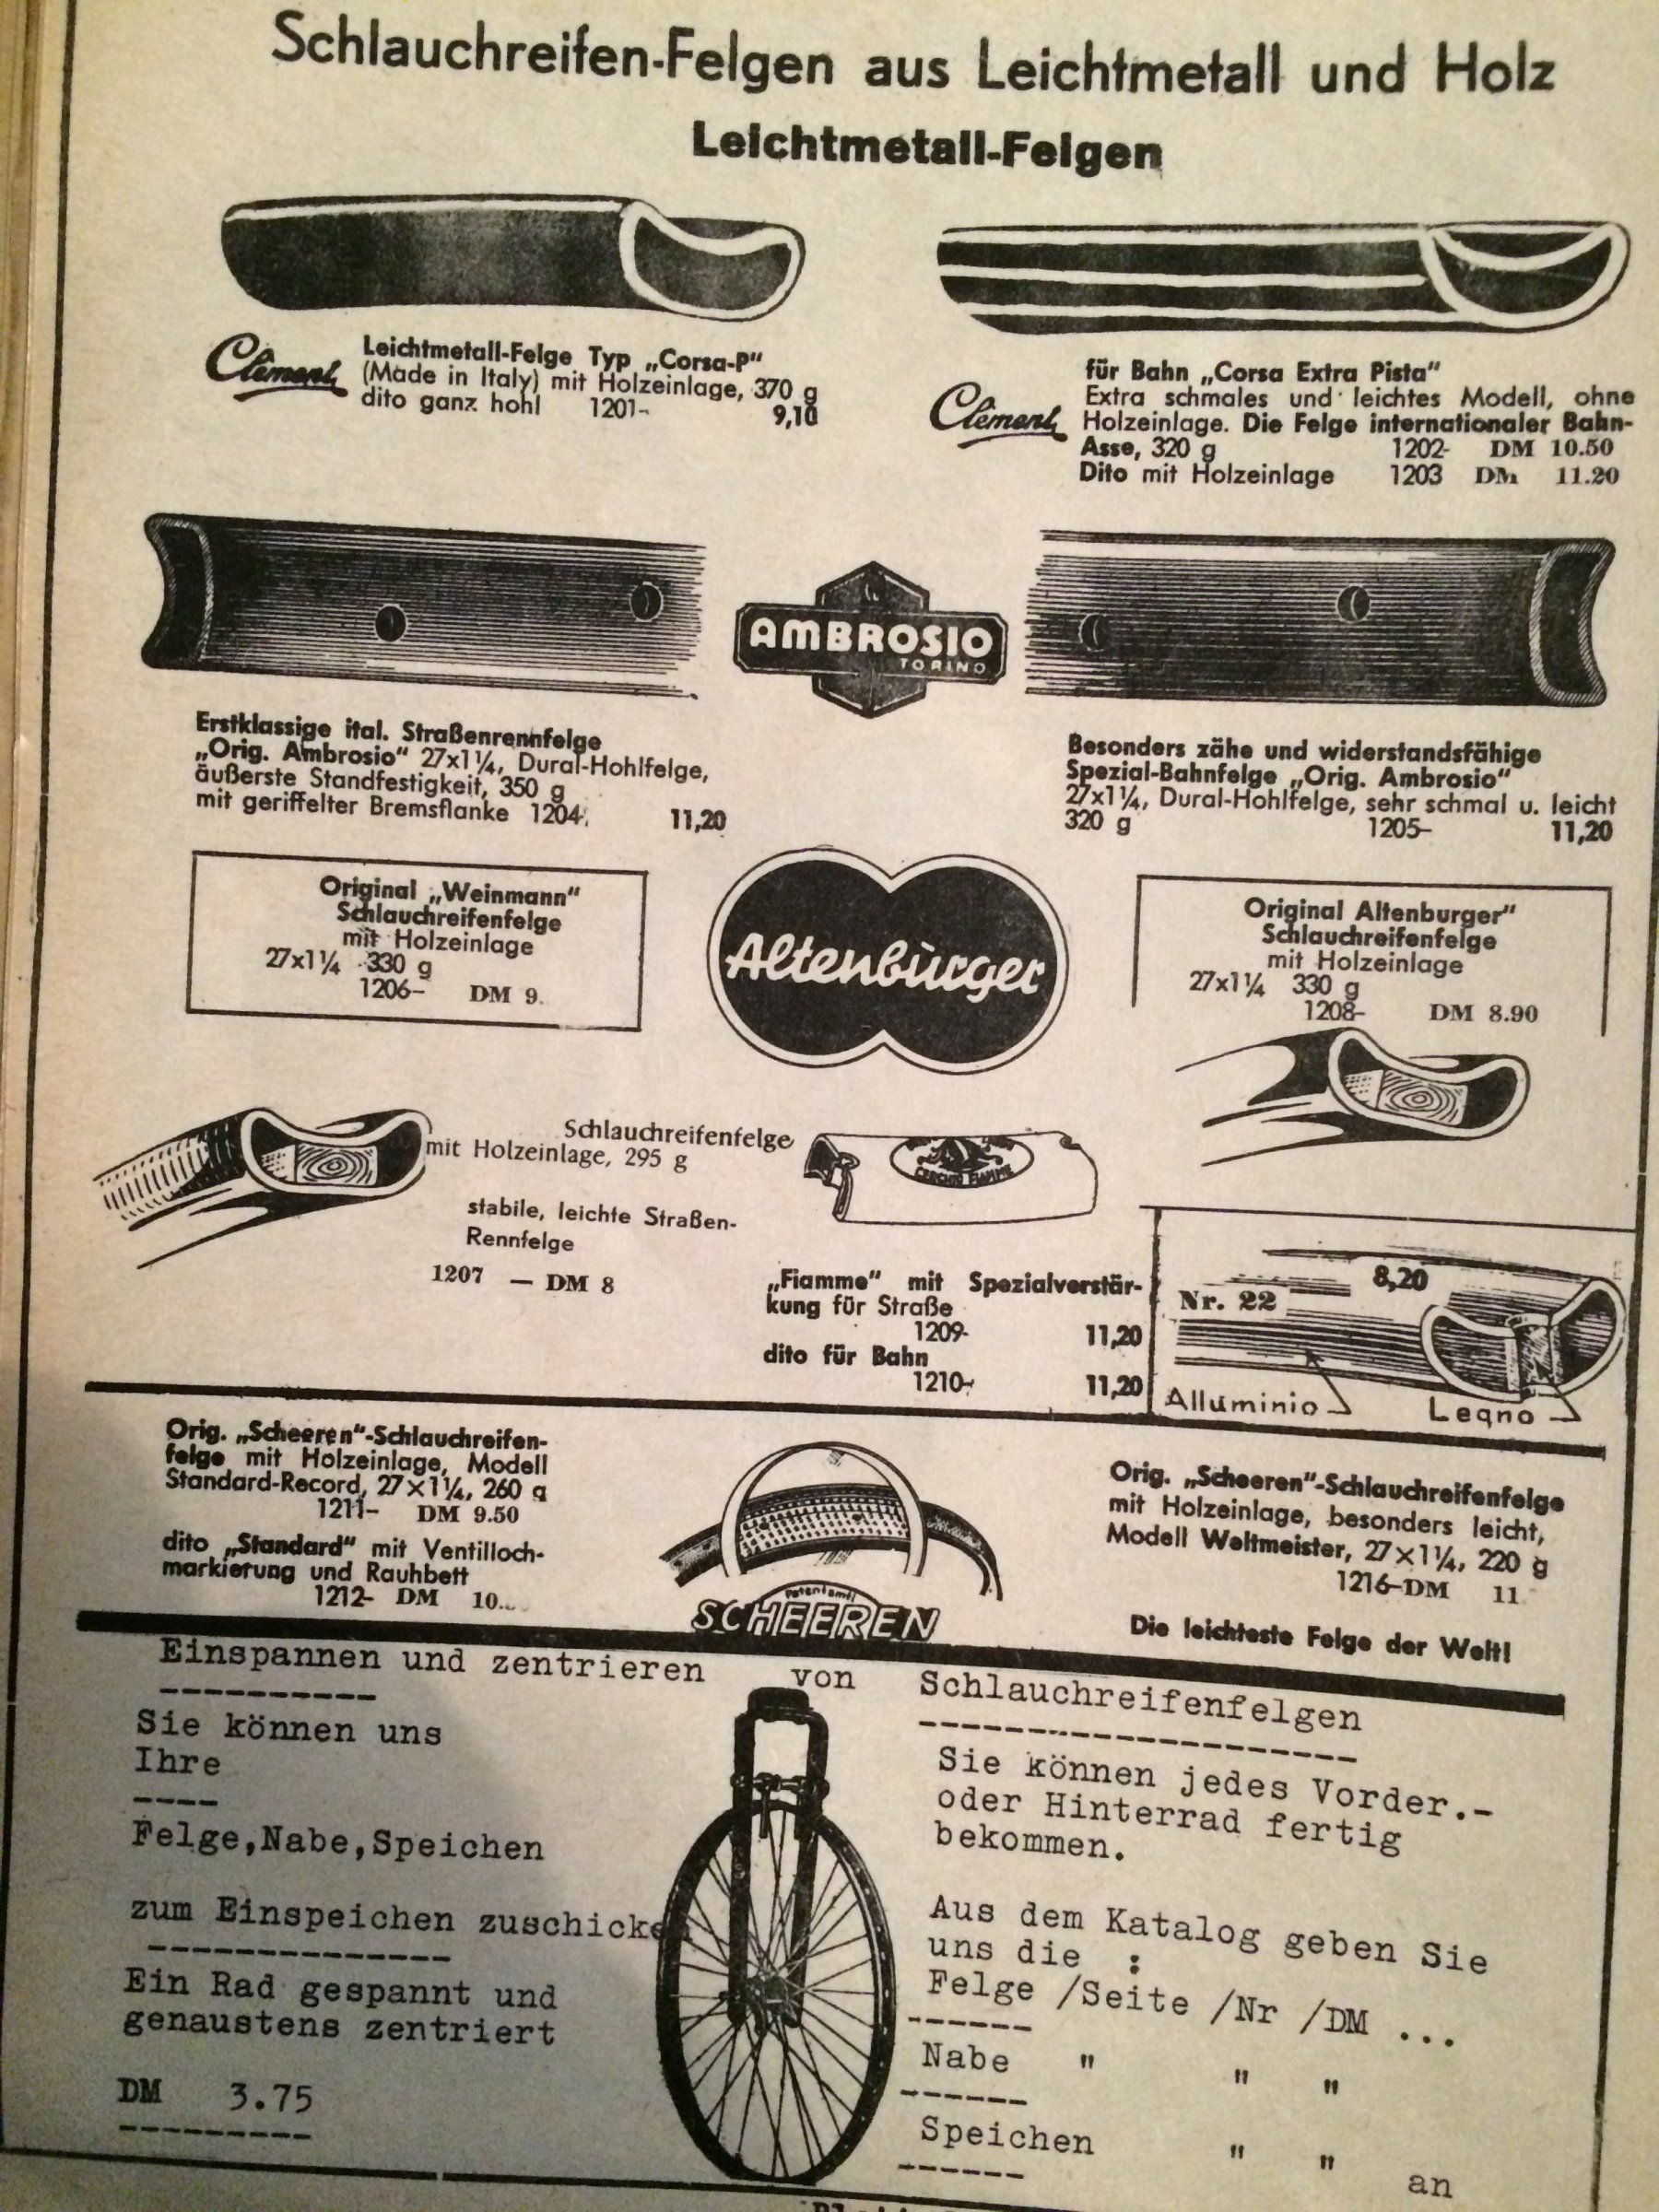 Schlauchreifen-Felgen aus Leichtmetall und Holz
Leichtmetall-Felgen
Clément
Leichtmetall-Felge Typ „Corsa-P“
(Made in Italy) mit Holzeinlage, 370 g
dito ganz hohl 1201- 9,10
Clément
für Bahn „Corsa Extra Pista“
Extra schmales und leichtes Modell, ohne
Holzeinlage. Die Felge internationaler Bahn-
Asse, 320 g 1202- DM 10.50
Dito mit Holzeinlage 1203 DM 11.20
AMBROSIO
TORINO
Erstklassige ital. Straßenrennfelge
„Orig. Ambrosio“ 27x1¼, Dural-Hohlfelge,
äußerste Standfestigkeit, 350 g
mit geriffelter Bremsflanke 1204- 11,20
Besonders zähe und widerstandsfähige
Spezial-Bahnfelge „Orig. Ambrosio“
27x1¼, Dural-Hohlfelge, sehr schmal u. leicht
320 g 1205- 11,20
Original „Weinmann“
Schlauchreifenfelge
mit Holzeinlage
27x1¼ 330 g
1206- DM 9.
Altenbùrger
Original Altenburger“
Schlauchreifenfelge
mit Holzeinlage
27x1¼ 330 g
1208- DM 8.90
Schlauchreifenfelge
mit Holzeinlage, 295 g
stabile, leichte Straßen-
Rennfelge
1207 — DM 8
CERCHIO FIAMME
„Fiamme“ mit Spezialverstär-
kung für Straße
1209- 11,20
dito für Bahn
1210- 11,20
8,20
Nr. 22
Alluminio
Legno
Orig. „Scheeren“-Schlauchreifen-
felge mit Holzeinlage, Modell
Standard-Record, 27×1¼, 260 g
1211- DM 9.50
dito „Standard“ mit Ventilloch-
markierung und Rauhbett
1212- DM 10...
Patentamtl
SCHEEREN
Orig. „Scheeren“-Schlauchreifenfelge
mit Holzeinlage, besonders leicht,
Modell Weltmeister, 27×1¼, 220 g
1216-DM 11
Die leichteste Felge der Welt!
Einspannen und zentrieren von Schlauchreifenfelgen
Sie können uns
Ihre
Felge,Nabe,Speichen
zum Einspeichen zuschicke
Ein Rad gespannt und
genaustens zentriert
DM 3.75
Sie können jedes Vorder.-
oder Hinterrad fertig
bekommen.
Aus dem Katalog geben Sie
uns die :
Felge /Seite /Nr /DM ...
Nabe " " "
Speichen " "
an